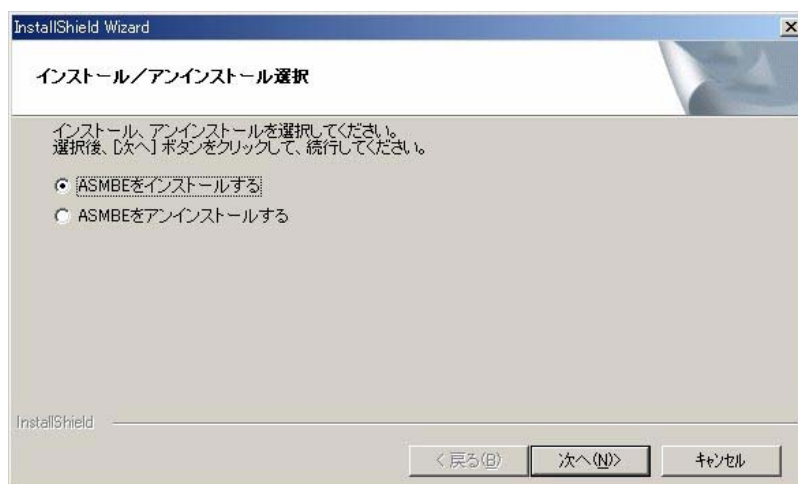 InstallShield Wizard
インストール／アンインストール選択
インストール、アンインストールを選択してください。
選択後、[次へ] ボタンをクリックして、続行してください。
ASMBEをインストールする
ASMBEをアンインストールする
InstallShield
< 戻る(B)
次へ(N)>
キャンセル